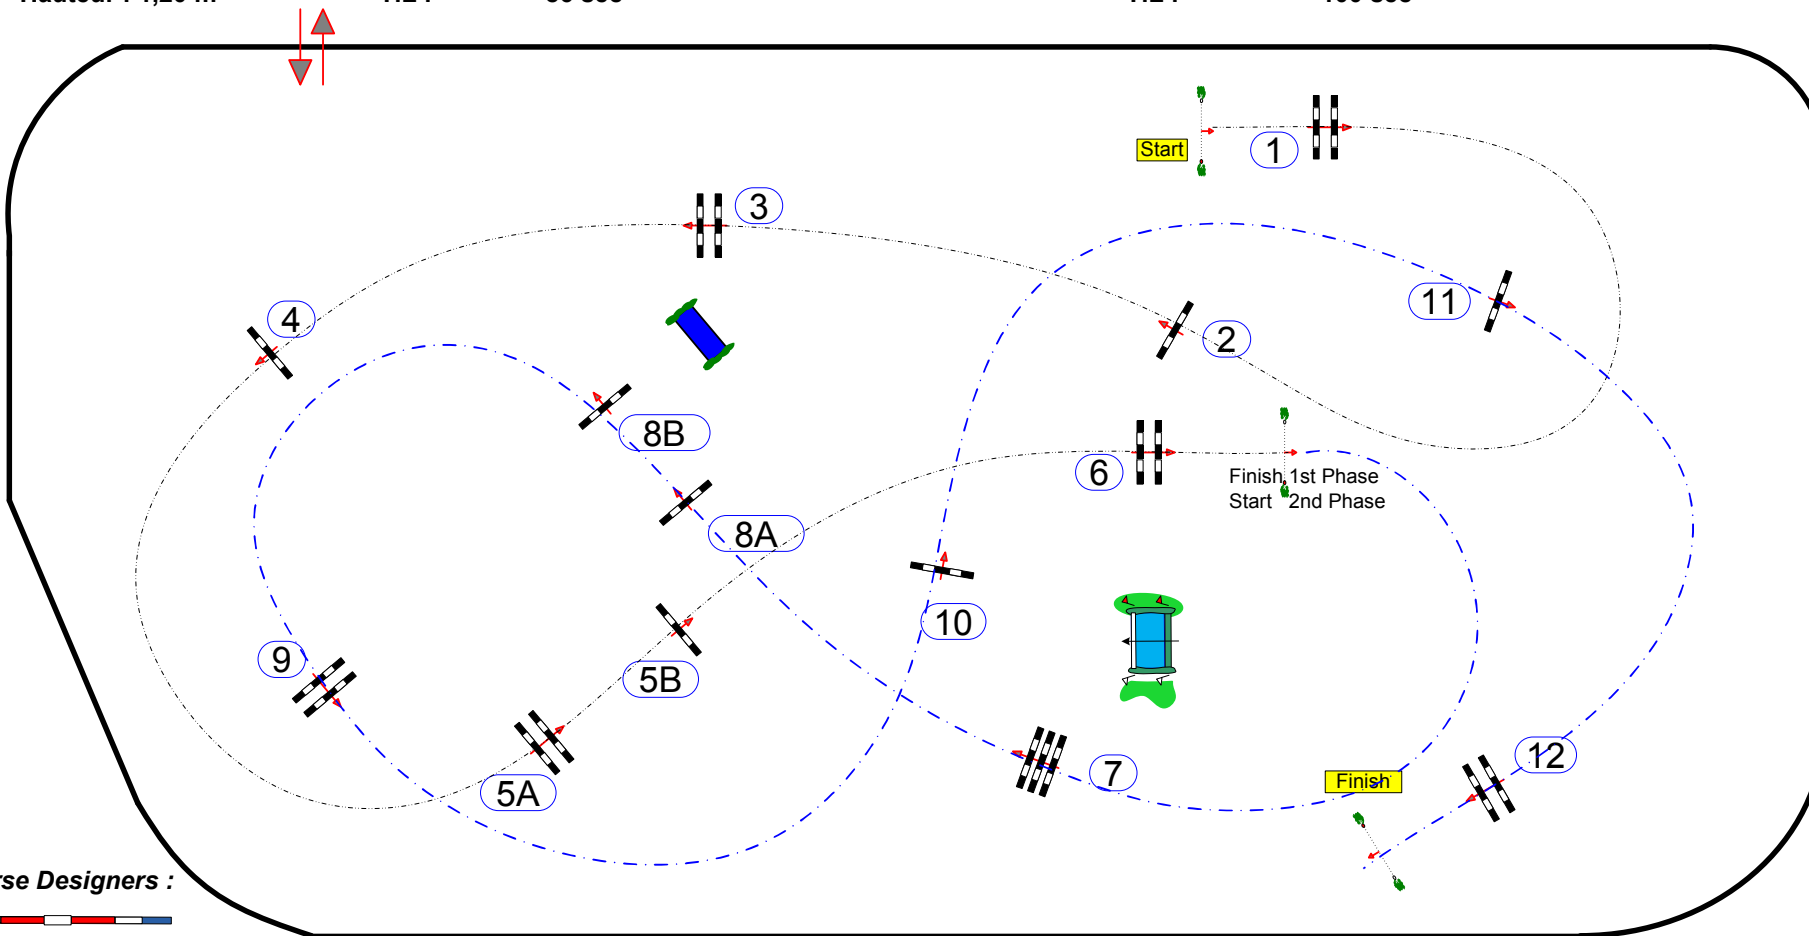 Start
1
3
4
2
11
8B
6
Finish 1st Phase
Start 2nd Phase
8A
10
9
5B
7
12
Finish
5A
Designers :